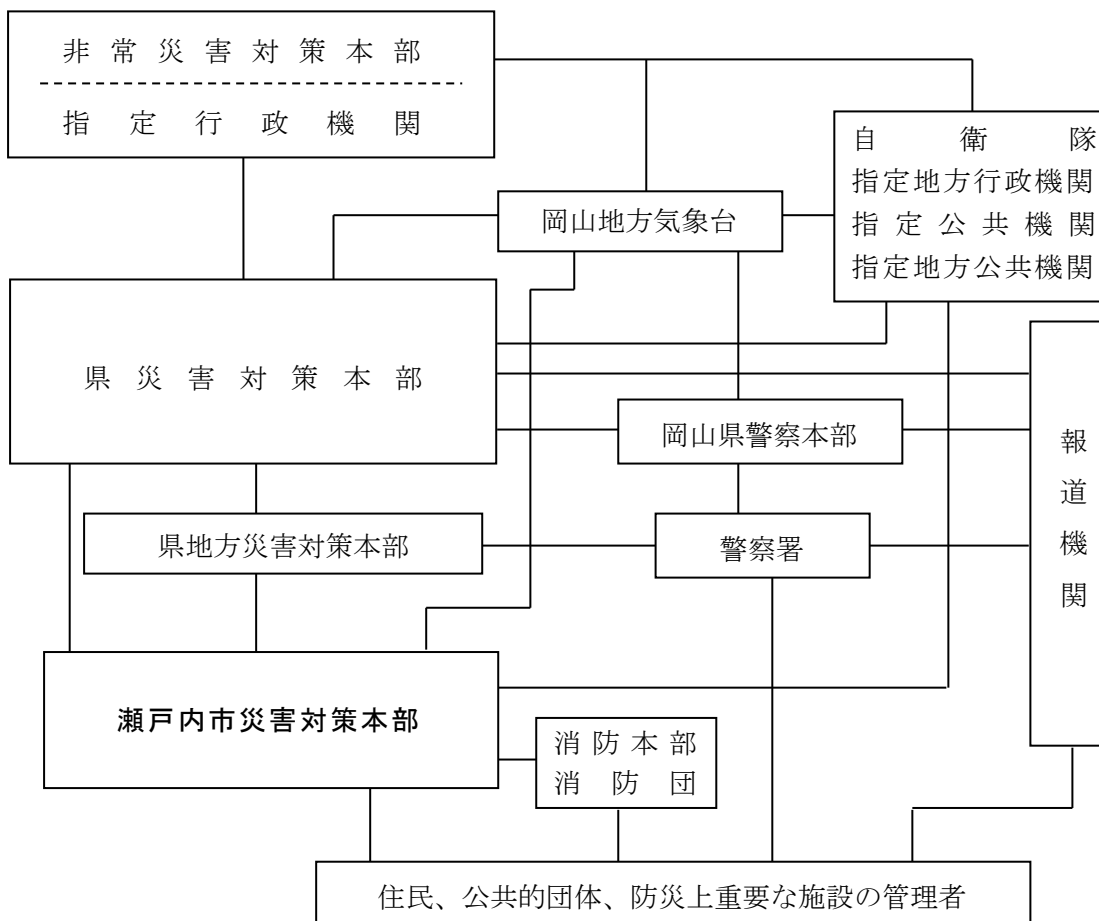 非常災害対策本部
指定行政機関
自衛隊
指定地方行政機関
指定公共機関
指定地方公共機関
岡山地方気象台
県災害対策本部
岡山県警察本部
報道機関
県地方災害対策本部
警察署
瀬戸内市災害対策本部
消防本部
消防団
住民、公共的団体、防災上重要な施設の管理者